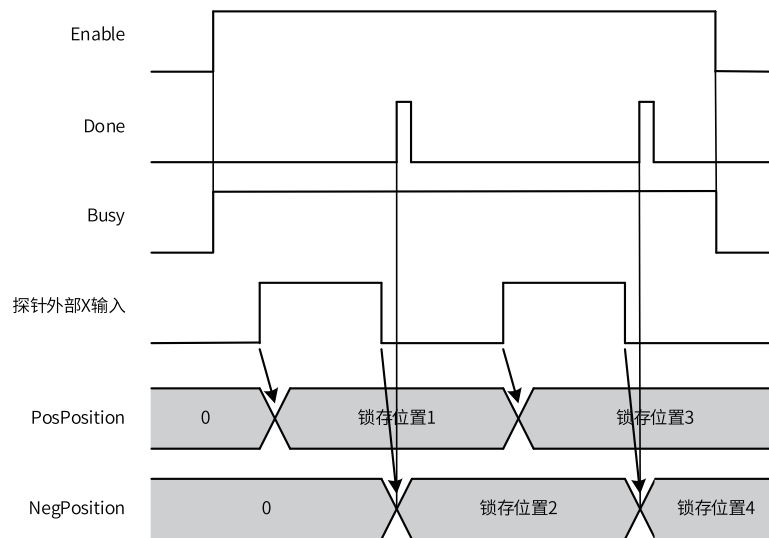 Enable
Done
Busy
探针外部X输入
PosPosition 0 锁存位置1 锁存位置3
NegPosition 0 锁存位置2 锁存位置4